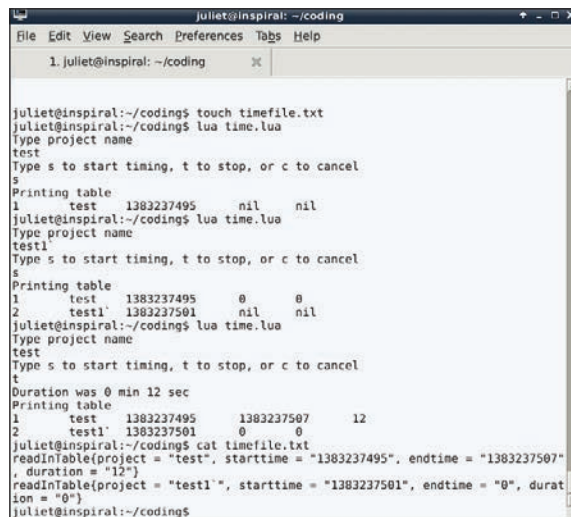 juliet@inspiral: ~/coding
File Edit View Search Preferences Tabs Help
1. juliet@inspiral: ~/coding
juliet@inspiral:~/coding$ touch timefile.txt
juliet@inspiral:~/coding$ lua time.lua
Type project name
test
Type s to start timing, t to stop, or c to cancel
s
Printing table
1 test 1383237495 nil nil
juliet@inspiral:~/coding$ lua time.lua
Type project name
test1`
Type s to start timing, t to stop, or c to cancel
s
Printing table
1 test 1383237495 0 0
2 test1` 1383237501 nil nil
juliet@inspiral:~/coding$ lua time.lua
Type project name
test
Type s to start timing, t to stop, or c to cancel
t
Duration was 0 min 12 sec
Printing table
1 test 1383237495 1383237507 12
2 test1` 1383237501 0 0
juliet@inspiral:~/coding$ cat timefile.txt
readInTable{project = "test", starttime = "1383237495", endtime = "1383237507"
, duration = "12"}
readInTable{project = "test1`", starttime = "1383237501", endtime = "0", durat
ion = "0"}
juliet@inspiral:~/coding$